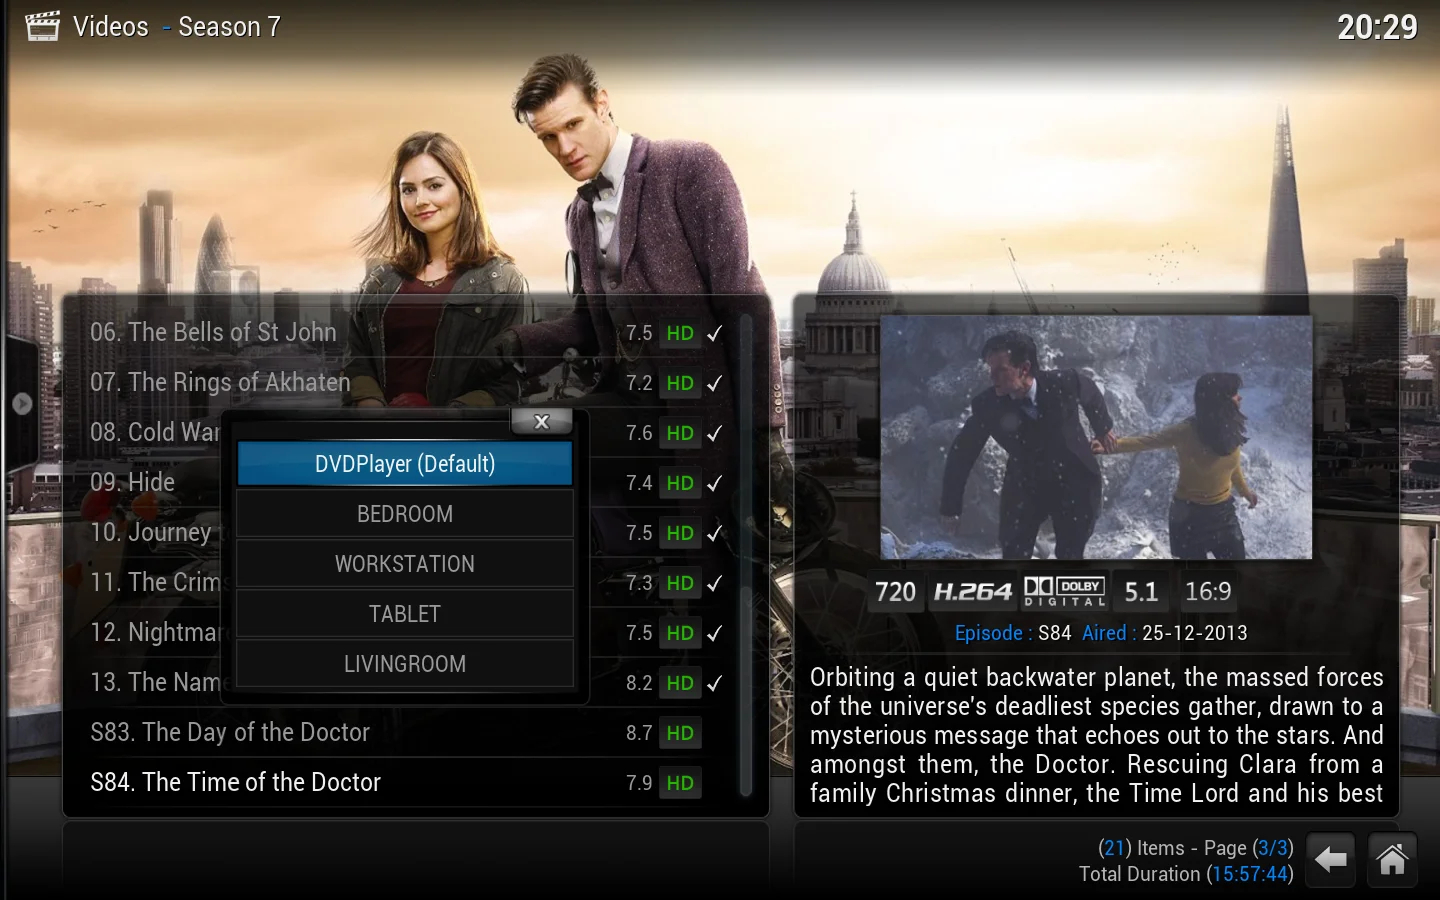 Videos - Season 7
20:29
06. The Bells of St John 7.5 HD
07. The Rings of Akhaten 7.2 HD
08. Cold War 7.6 HD
09. Hide 7.4 HD
10. Journey 7.5 HD
11. The Crims 7.3 HD
12. Nightmar 7.5 HD
13. The Name 8.2 HD
S83. The Day of the Doctor 8.7 HD
S84. The Time of the Doctor 7.9 HD
X
DVDPlayer (Default)
BEDROOM
WORKSTATION
TABLET
LIVINGROOM
720 H.264 DOLBY DIGITAL 5.1 16:9
Episode : S84 Aired : 25-12-2013
Orbiting a quiet backwater planet, the massed forces
of the universe's deadliest species gather, drawn to a
mysterious message that echoes out to the stars. And
amongst them, the Doctor. Rescuing Clara from a
family Christmas dinner, the Time Lord and his best
(21) Items - Page (3/3)
Total Duration (15:57:44)